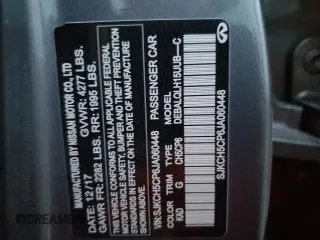 MANUFACTURED BY NISSAN MOTOR CO., LTD
DATE: 12/17 GVWR: 4277 LBS.
GAWR FR: 2282 LBS. RR: 1995 LBS.
THIS VEHICLE CONFORMS TO ALL APPLICABLE FEDERAL
MOTOR VEHICLE SAFETY, BUMPER AND THEFT PREVENTION
STANDARDS IN EFFECT ON THE DATE OF
MANUFACTURE SHOWN ABOVE.
VIN: SJKCH5CP6JA060448 PASSENGER CAR
COLOR TRIM TYPE MODEL
G CH5CP6
SJKCH5CP6JA060448